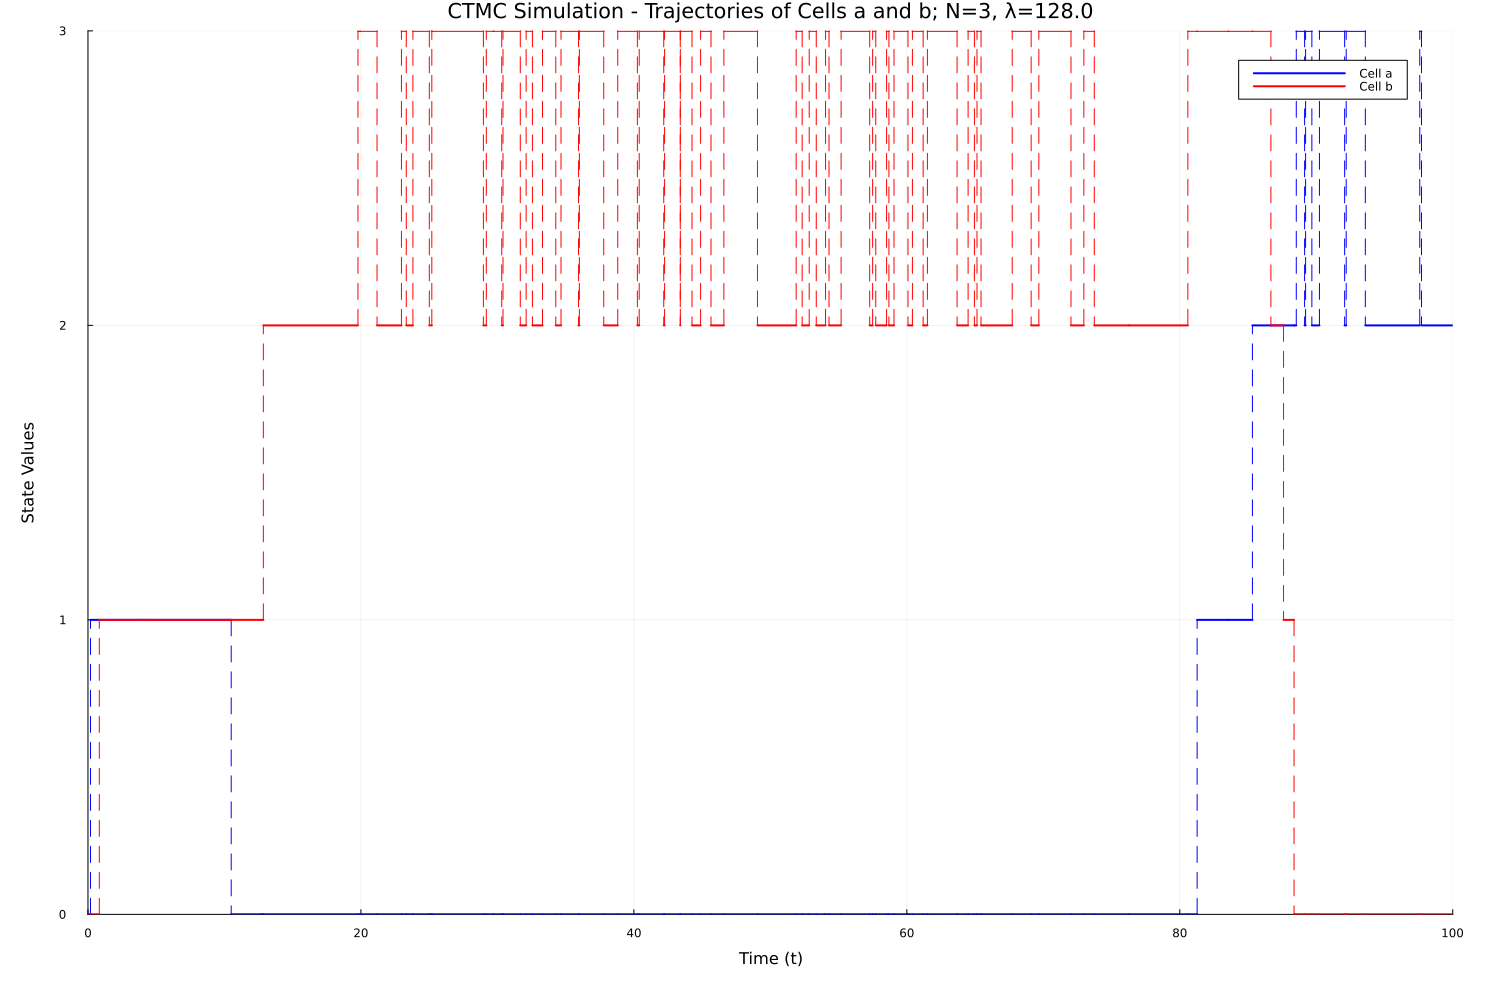 CTMC Simulation - Trajectories of Cells a and b; N=3, λ=128.0
3
Cell a
Cell b
2
State Values
1
0
0 20 40 60 80 100
Time (t)